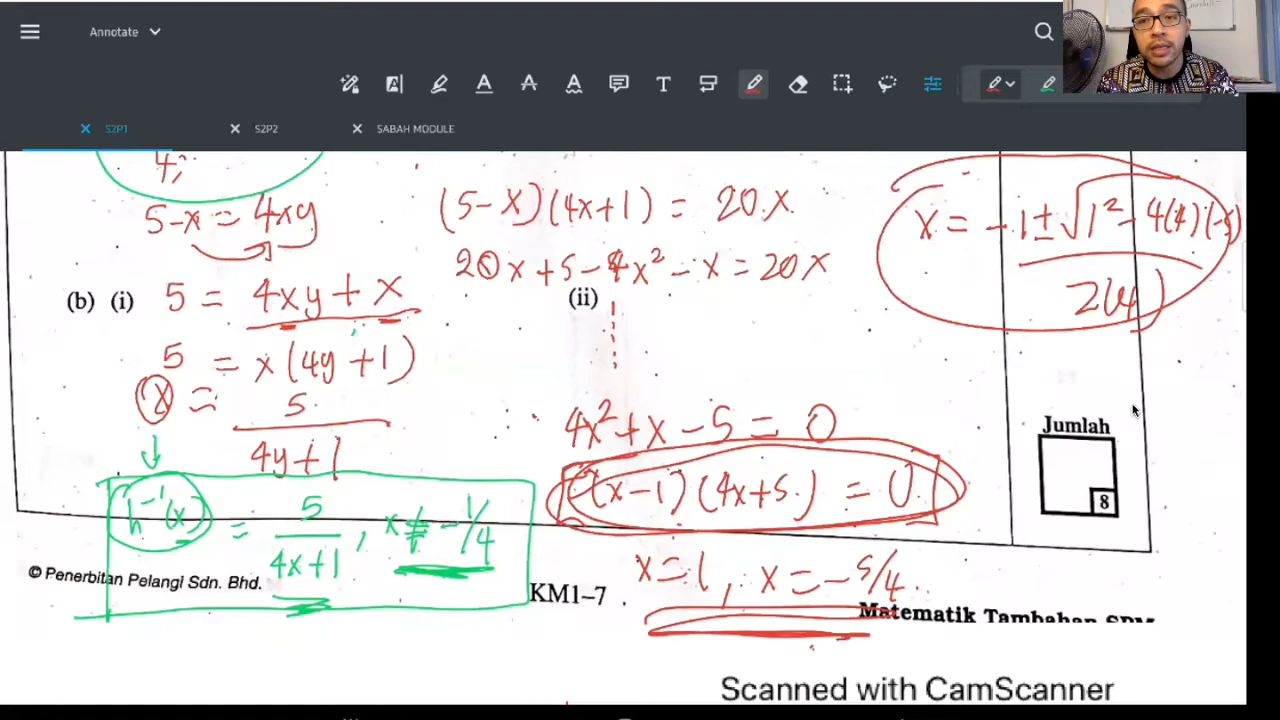 Annotate
S2P1
S2P2
SABAH MODULE
4;
5-x = 4xy
(b) (i) 5 = 4xy + x
5 = x(4y+1)
x = 5/(4y+1)
h⁻¹(x) = 5/(4x+1), x ≠ -1/4
(5-x)(4x+1) = 20x
20x+5-4x²-x=20x
(ii)
4x²+x-5=0
(x-1)(4x+5)=0
x=1, x=-5/4
x = -1±√1²-4(4)(-5)
2(4)
Jumlah
8
© Penerbitan Pelangi Sdn. Bhd.
KM1–7
Matematik Tambahan SPM
Scanned with CamScanner